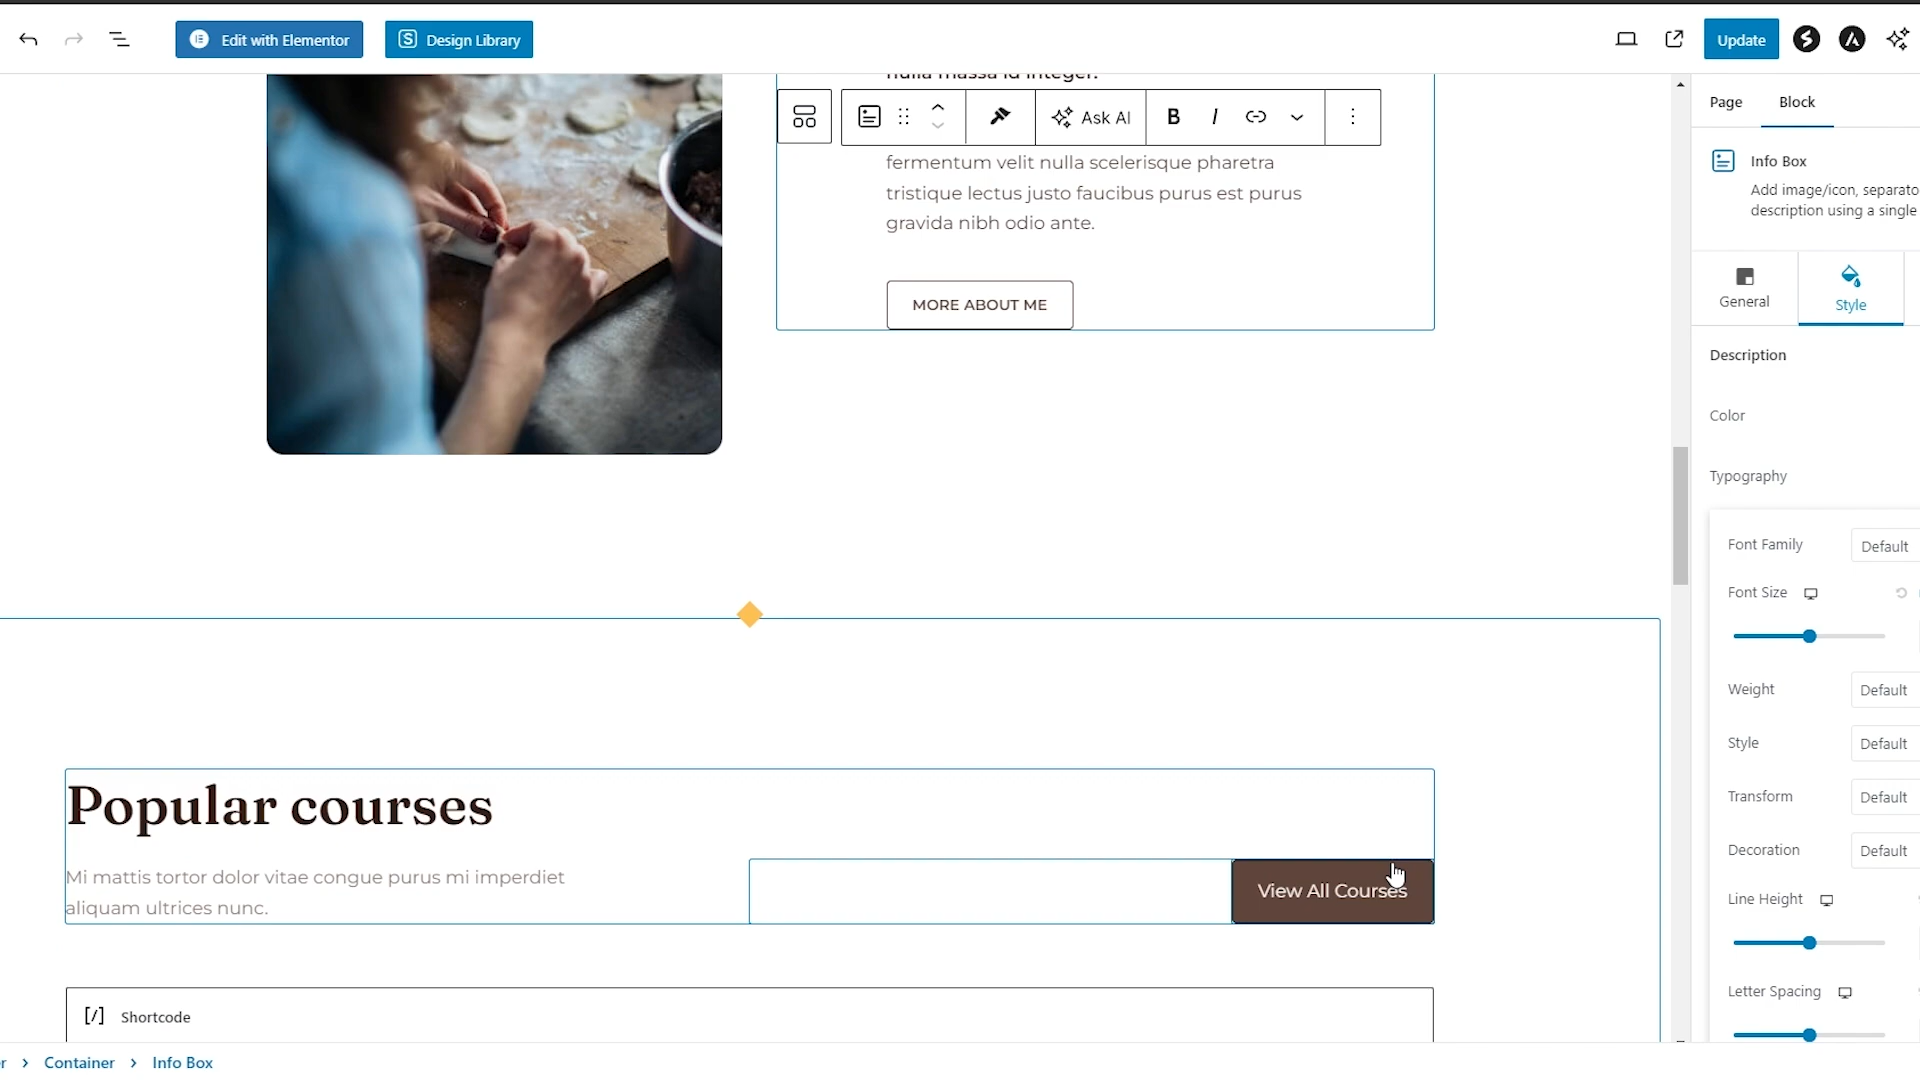 Edit with Elementor
Design Library
Update
nulla massa id integer.
Ask AI
B
I
fermentum velit nulla scelerisque pharetra
tristique lectus justo faucibus purus est purus
gravida nibh odio ante.
MORE ABOUT ME
Popular courses
Mi mattis tortor dolor vitae congue purus mi imperdiet
aliquam ultrices nunc.
View All Courses
[/] Shortcode
Container
Info Box
Page
Block
Info Box
Add image/icon, separato
description using a single
General
Style
Description
Color
Typography
Font Family
Default
Font Size
Weight
Default
Style
Default
Transform
Default
Decoration
Default
Line Height
Letter Spacing